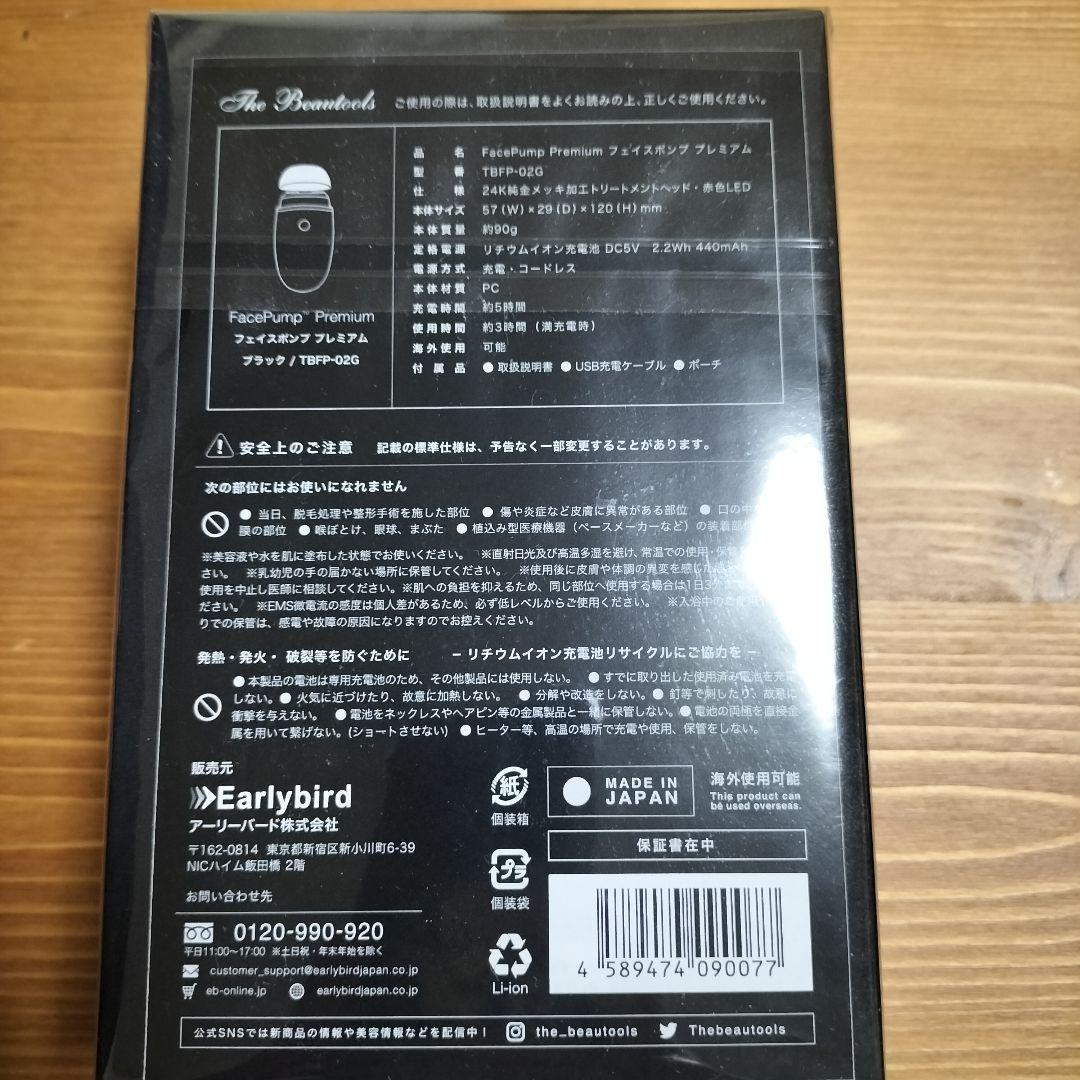 The Beautools ご使用の際は、取扱説明書をよくお読みの上、正しくご使用ください。
FacePump™ Premium
フェイスポンプ プレミアム
ブラック / TBFP-02G
品名 FacePump Premium フェイスポンプ プレミアム
型番 TBFP-02G
仕様 24K純金メッキ加工トリートメントヘッド・赤色LED
本体サイズ 57(W)×29(D)×120(H)mm
本体質量 約90g
定格電源 リチウムイオン充電池 DC5V 2.2Wh 440mAh
電源方式 充電・コードレス
本体材質 PC
充電時間 約5時間
使用時間 約3時間(満充電時)
海外使用 可能
付属品 ●取扱説明書 ●USB充電ケーブル ●ポーチ
安全上のご注意 記載の標準仕様は、予告なく一部変更することがあります。
次の部位にはお使いになれません
●当日、脱毛処理や整形手術を施した部位 ●傷や炎症など皮膚に異常がある部位 ●口の中
膜の部位 ●喉ぼとけ、眼球、まぶた ●植込み型医療機器(ペースメーカーなど)の装着部位
※美容液や水を肌に塗布した状態でお使いください。 ※直射日光及び高温多湿を避け、常温での使用・保管
さい。 ※乳幼児の手の届かない場所に保管してください。 ※使用後に皮膚や体調の異変を感じた
使用を中止し医師に相談してください。※肌への負担を抑えるため、同じ部位へ使用する場合は1日3
ださい。 ※EMS微電流の感度は個人差があるため、必ず低レベルからご使用ください。 ※入浴中のご使用
りでの保管は、感電や故障の原因になりますのでお控えください。
発熱・発火・破裂等を防ぐために －リチウムイオン充電池リサイクルにご協力を－
●本製品の電池は専用充電池のため、その他製品には使用しない。 ●すでに取り出した使用済み電池を充電
しない。●火気に近づけたり、故意に加熱しない。 ●分解や改造をしない。●釘等で刺したり、故意に
衝撃を与えない。 ●電池をネックレスやヘアピン等の金属製品と一緒に保管しない。●電池の両極を直接金
属を用いて繋げない。(ショートさせない) ●ヒーター等、高温の場所で充電や使用、保管をしない。
販売元
Earlybird
アーリーバード株式会社
〒162-0814 東京都新宿区新小川町6-39
NICハイム飯田橋 2階
お問い合わせ先
0120-990-920
平日11:00〜17:00 ※土日祝・年末年始を除く
customer_support@earlybirdjapan.co.jp
eb-online.jp earlybirdjapan.co.jp
紙
個装箱
プラ
個装袋
Li-ion
MADE IN JAPAN
海外使用可能
This product can
be used overseas.
保証書在中
4 589474 090077
公式SNSでは新商品の情報や美容情報などを配信中! the_beautools Thebeautools